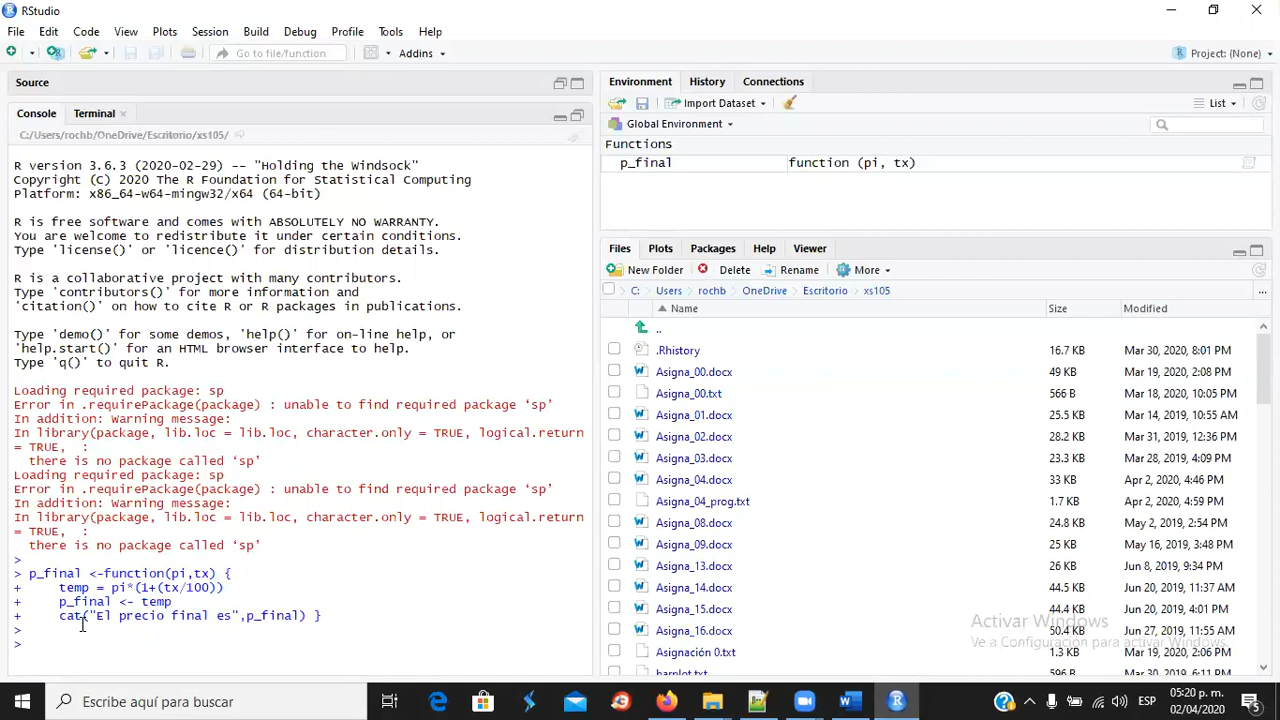 RStudio
File Edit Code View Plots Session Build Debug Profile Tools Help
Go to file/function
Addins
Project: (None)
Source
Console Terminal
C:/Users/rochb/OneDrive/Escritorio/xs105/
R version 3.6.3 (2020-02-29) -- "Holding the Windsock"
Copyright (C) 2020 The R Foundation for Statistical Computing
Platform: x86_64-w64-mingw32/x64 (64-bit)
R is free software and comes with ABSOLUTELY NO WARRANTY.
You are welcome to redistribute it under certain conditions.
Type 'license()' or 'licence()' for distribution details.
R is a collaborative project with many contributors.
Type 'contributors()' for more information and
'citation()' on how to cite R or R packages in publications.
Type 'demo()' for some demos, 'help()' for on-line help, or
'help.start()' for an HTML browser interface to help.
Type 'q()' to quit R.
Loading required package: sp
Error in .requirePackage(package) : unable to find required package ‘sp’
In addition: Warning message:
In library(package, lib.loc = lib.loc, character.only = TRUE, logical.return
= TRUE,  :
there is no package called ‘sp’
Loading required package: sp
Error in .requirePackage(package) : unable to find required package ‘sp’
In addition: Warning message:
In library(package, lib.loc = lib.loc, character.only = TRUE, logical.return
= TRUE,  :
there is no package called ‘sp’
>
> p_final <-function(pi,tx) {
+ temp = pi*(1+(tx/100))
+ p_final <- temp
+ cat("El precio final es",p_final) }
>
>
Environment History Connections
Import Dataset
List
Global Environment
Functions
p_final function (pi, tx)
Files Plots Packages Help Viewer
New Folder Delete Rename More
C: Users rochb OneDrive Escritorio xs105 ...
Name Size Modified
..
.Rhistory 16.7 KB Mar 30, 2020, 8:01 PM
Asigna_00.docx 49 KB Mar 19, 2020, 2:08 PM
Asigna_00.txt 566 B Mar 18, 2020, 10:05 PM
Asigna_01.docx 25.5 KB Mar 14, 2019, 10:55 AM
Asigna_02.docx 28.2 KB Mar 31, 2019, 12:36 PM
Asigna_03.docx 23.3 KB Mar 28, 2019, 4:09 PM
Asigna_04.docx 33 KB Apr 2, 2020, 4:46 PM
Asigna_04_prog.txt 1.7 KB Apr 2, 2020, 4:59 PM
Asigna_08.docx 24.8 KB May 2, 2019, 2:54 PM
Asigna_09.docx 25 KB May 16, 2019, 3:48 PM
Asigna_13.docx 26 KB Jun 8, 2019, 9:34 PM
Asigna_14.docx 44.5 KB Jun 20, 2019, 11:37 AM
Asigna_15.docx 44.4 KB Jun 20, 2019, 4:01 PM
Asigna_16.docx 50.4 KB Jun 27, 2019, 11:55 AM
Asignación 0.txt 1.3 KB Mar 19, 2020, 2:06 PM
barplot.txt 596 B Mar 30, 2019, 6:11 PM
Activar Windows
Ve a Configuración para activar Windows.
Escribe aquí para buscar
ESP
05:20 p. m.
02/04/2020
5